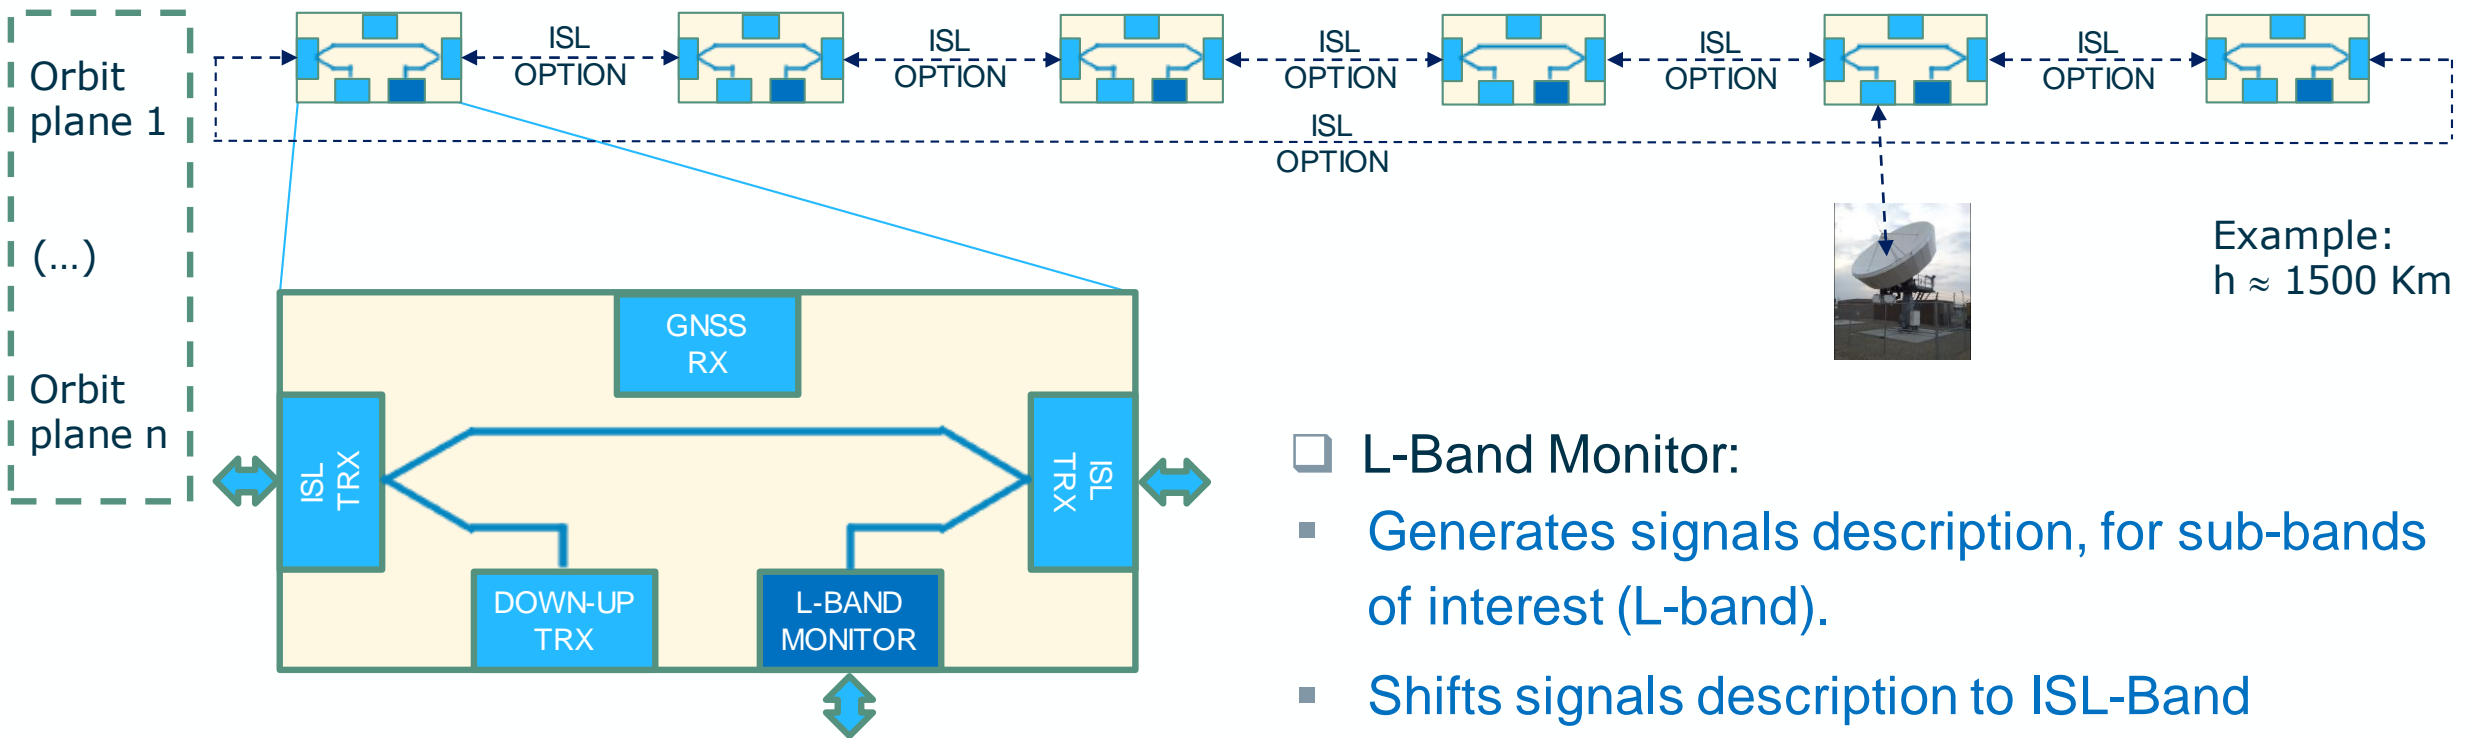 Orbit
plane 1
(...)
Orbit
plane n
ISL
OPTION
ISL
OPTION
ISL
OPTION
ISL
OPTION
ISL
OPTION
ISL
OPTION
Example:
h ≈ 1500 Km
GNSS
RX
ISL
TRX
ISL
TRX
DOWN-UP
TRX
L-BAND
MONITOR
L-Band Monitor:
Generates signals description, for sub-bands
of interest (L-band).
Shifts signals description to ISL-Band